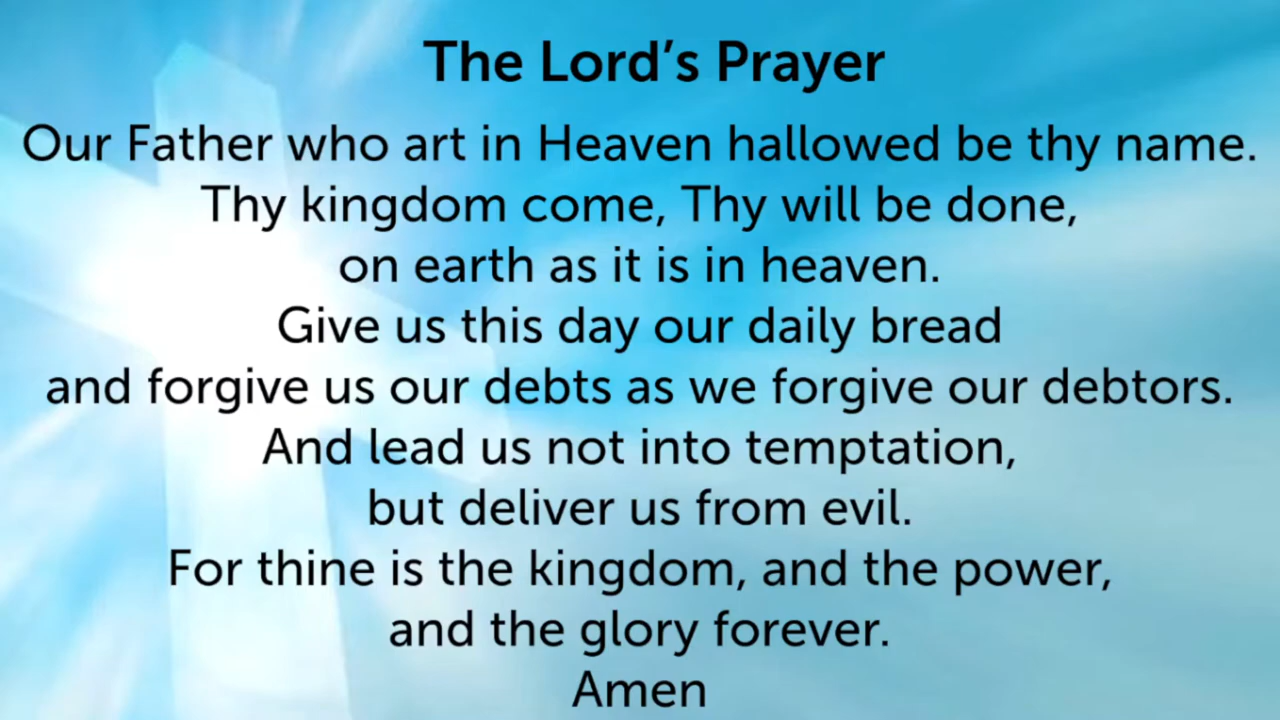 The Lord’s Prayer
Our Father who art in Heaven hallowed be thy name.
Thy kingdom come, Thy will be done,
on earth as it is in heaven.
Give us this day our daily bread
and forgive us our debts as we forgive our debtors.
And lead us not into temptation,
but deliver us from evil.
For thine is the kingdom, and the power,
and the glory forever.
Amen